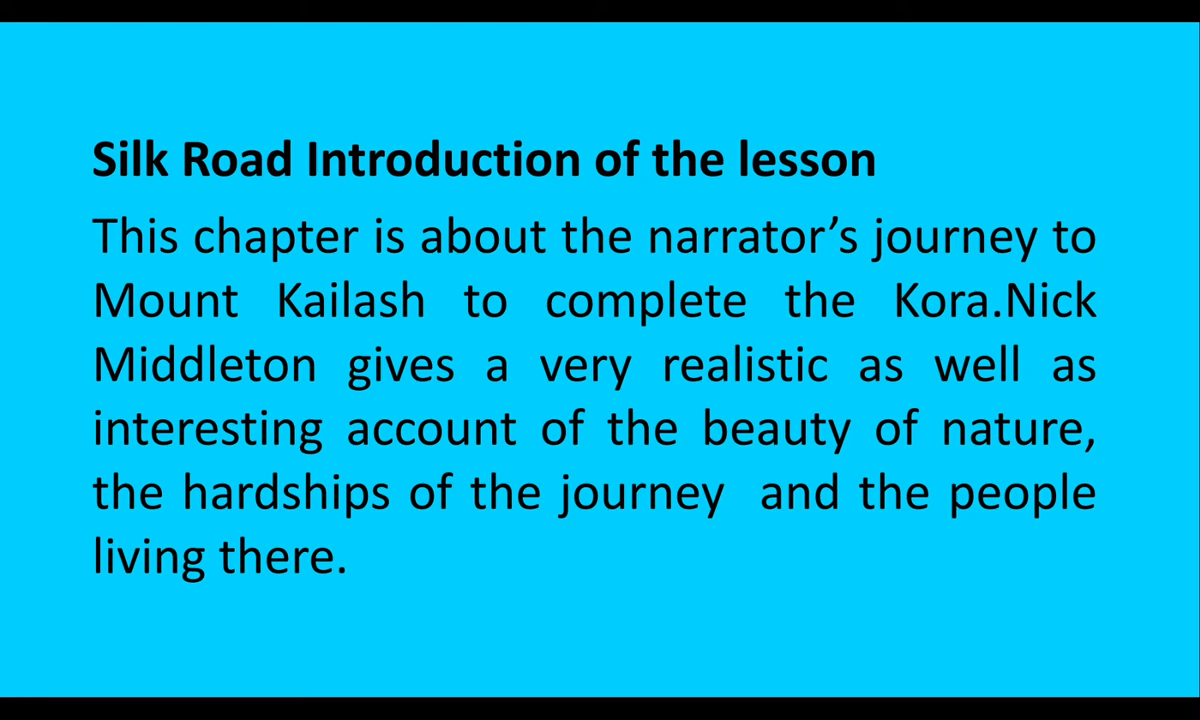 Silk Road Introduction of the lesson
This chapter is about the narrator’s journey to
Mount Kailash to complete the Kora.Nick
Middleton gives a very realistic as well as
interesting account of the beauty of nature,
the hardships of the journey  and the people
living there.